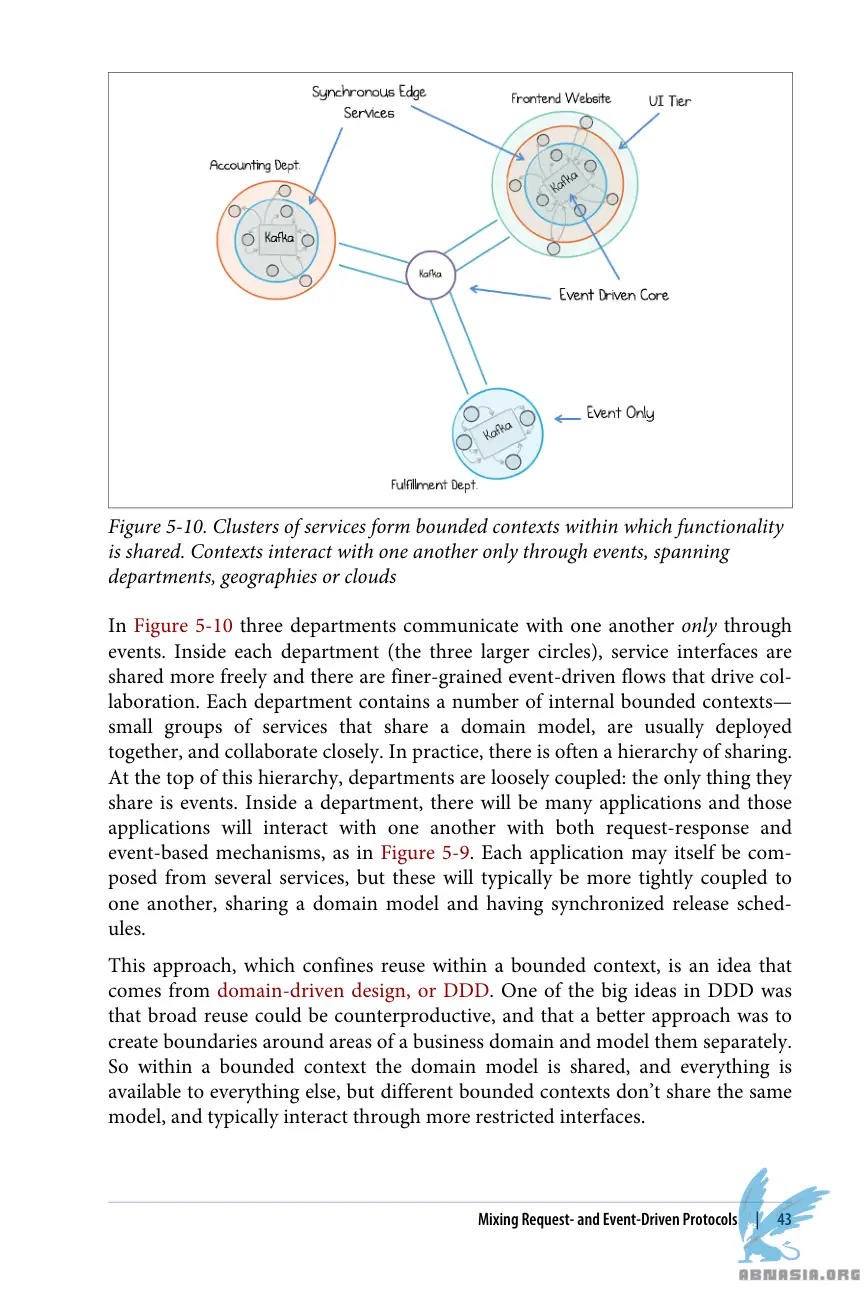 Synchronous Edge
Services
Frontend Website
UI Tier
Accounting Dept.
Kafka
Kafka
Kafka
Event Driven Core
Event Only
Kafka
Fulfillment Dept.
Figure 5-10. Clusters of services form bounded contexts within which functionality
is shared. Contexts interact with one another only through events, spanning
departments, geographies or clouds
In Figure 5-10 three departments communicate with one another only through
events. Inside each department (the three larger circles), service interfaces are
shared more freely and there are finer-grained event-driven flows that drive col-
laboration. Each department contains a number of internal bounded contexts—
small groups of services that share a domain model, are usually deployed
together, and collaborate closely. In practice, there is often a hierarchy of sharing.
At the top of this hierarchy, departments are loosely coupled: the only thing they
share is events. Inside a department, there will be many applications and those
applications will interact with one another with both request-response and
event-based mechanisms, as in Figure 5-9. Each application may itself be com-
posed from several services, but these will typically be more tightly coupled to
one another, sharing a domain model and having synchronized release sched-
ules.
This approach, which confines reuse within a bounded context, is an idea that
comes from domain-driven design, or DDD. One of the big ideas in DDD was
that broad reuse could be counterproductive, and that a better approach was to
create boundaries around areas of a business domain and model them separately.
So within a bounded context the domain model is shared, and everything is
available to everything else, but different bounded contexts don’t share the same
model, and typically interact through more restricted interfaces.
Mixing Request- and Event-Driven Protocols | 43
ABNASIA.ORG